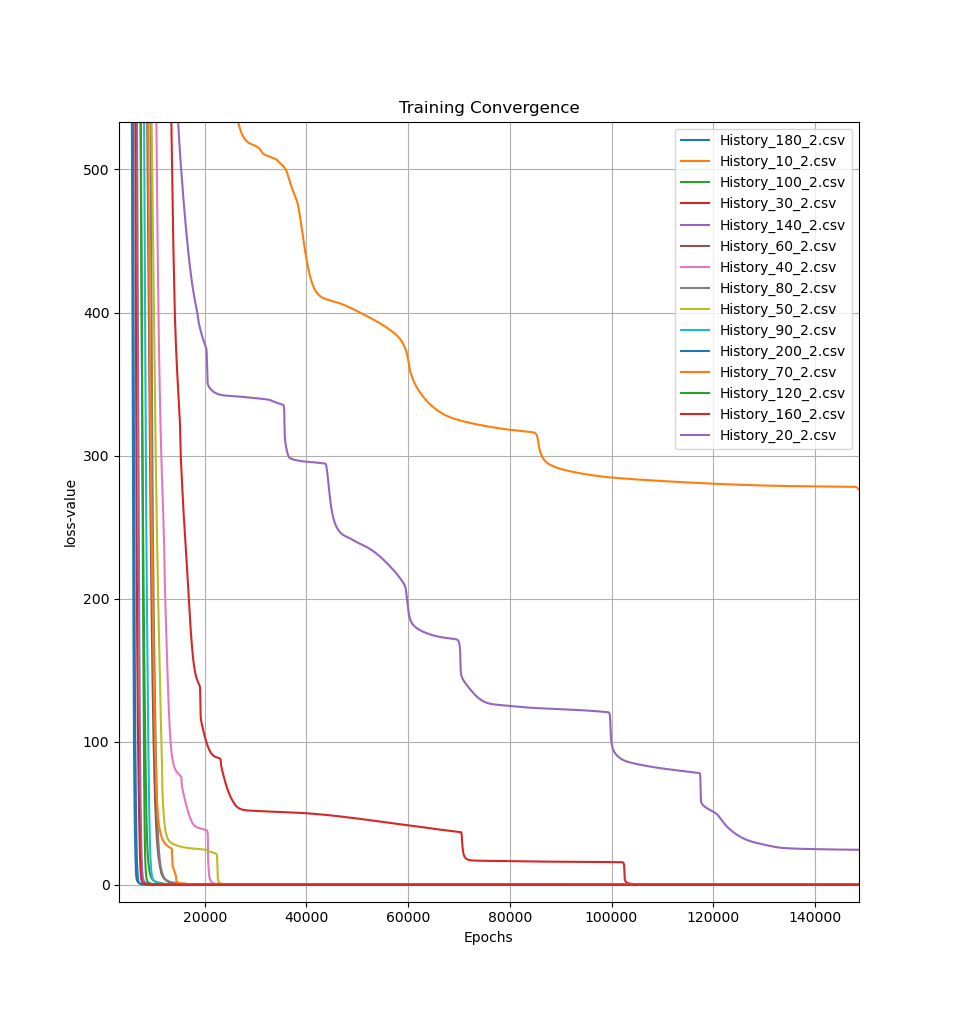 Training Convergence
500
400
300
200
100
0
loss-value
History_180_2.csv
History_10_2.csv
History_100_2.csv
History_30_2.csv
History_140_2.csv
History_60_2.csv
History_40_2.csv
History_80_2.csv
History_50_2.csv
History_90_2.csv
History_200_2.csv
History_70_2.csv
History_120_2.csv
History_160_2.csv
History_20_2.csv
20000 40000 60000 80000 100000 120000 140000
Epochs